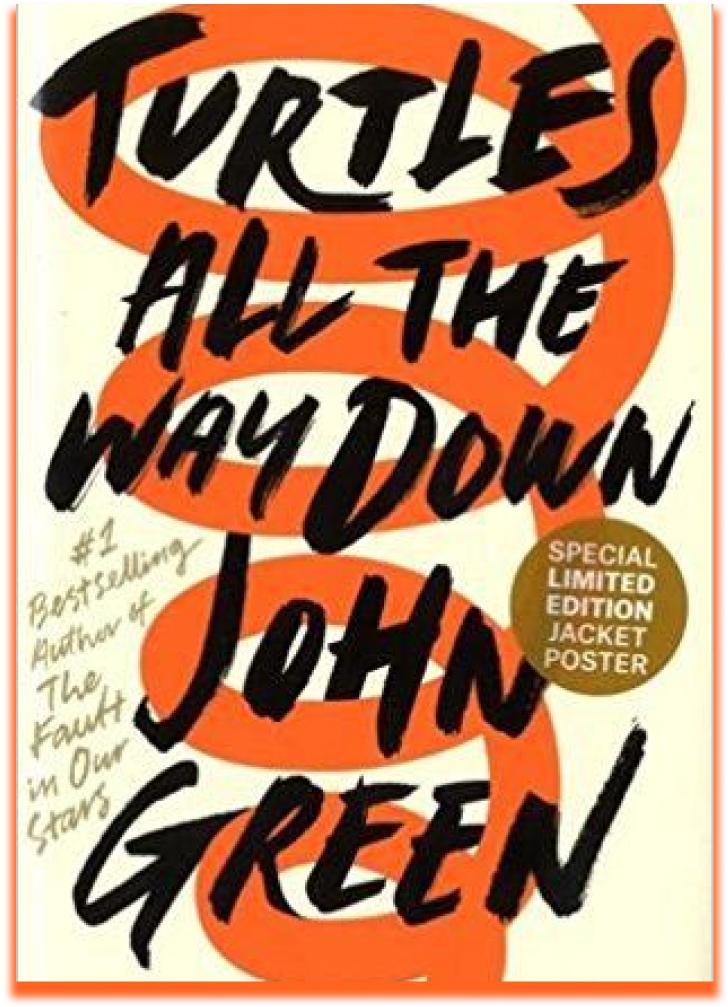 TURTLES
ALL THE
WAY DOWN
#1
Bestselling
Author of
The
Fault
in Our
Stars
SPECIAL
LIMITED
EDITION
JACKET
POSTER
JOHN
GREEN